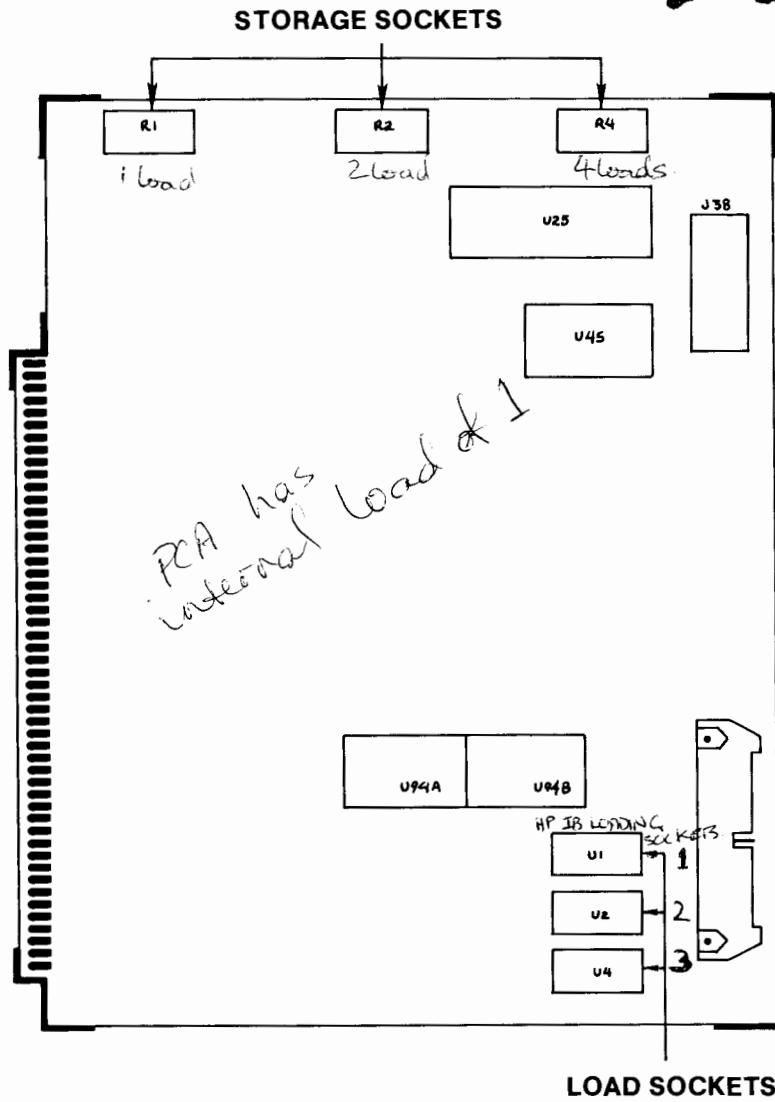 STORAGE SOCKETS
R1 R2 R4
1 load 2 load 4 loads
U25
J3B
U45
PCA has
internal load of 1
U94A U94B
HP IB LOADING
SOCKETS
U1 1
U2 2
U4 3
LOAD SOCKETS